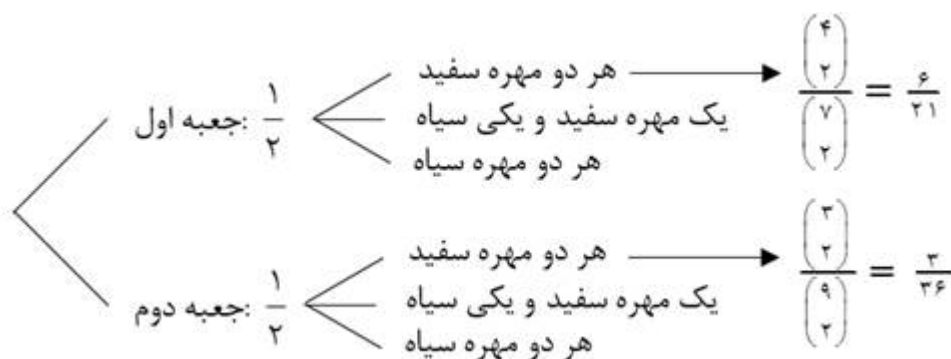 جعبه اول: ۱/۲
هر دو مهره سفید
(۴ ۲)/(۷ ۲) = ۶/۲۱
یک مهره سفید و یکی سیاه
هر دو مهره سیاه
جعبه دوم: ۱/۲
هر دو مهره سفید
(۳ ۲)/(۹ ۲) = ۳/۳۶
یک مهره سفید و یکی سیاه
هر دو مهره سیاه